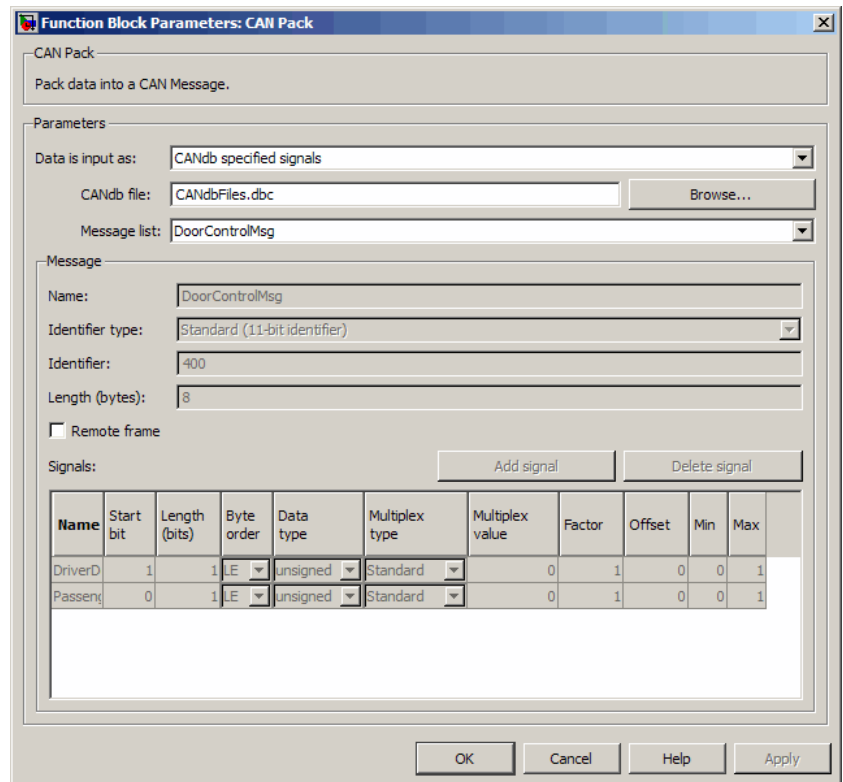 Function Block Parameters: CAN Pack
CAN Pack
Pack data into a CAN Message.
Parameters
Data is input as: CANdb specified signals
CANdb file: CANdbFiles.dbc Browse...
Message list: DoorControlMsg
Message
Name: DoorControlMsg
Identifier type: Standard (11-bit identifier)
Identifier: 400
Length (bytes): 8
Remote frame
Signals: Add signal Delete signal
Name Start bit Length (bits) Byte order Data type Multiplex type Multiplex value Factor Offset Min Max
DriverD 1 1 LE unsigned Standard 0 1 0 0 1
Passeng 0 1 LE unsigned Standard 0 1 0 0 1
OK Cancel Help Apply